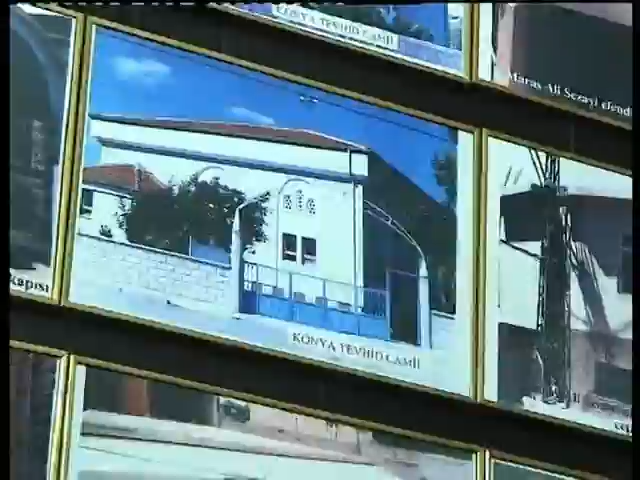 KONYA TEVHİD CAMİİ
Maraş Ali Sezayi efendi
kapısı
KONYA TEVHİD CAMİİ